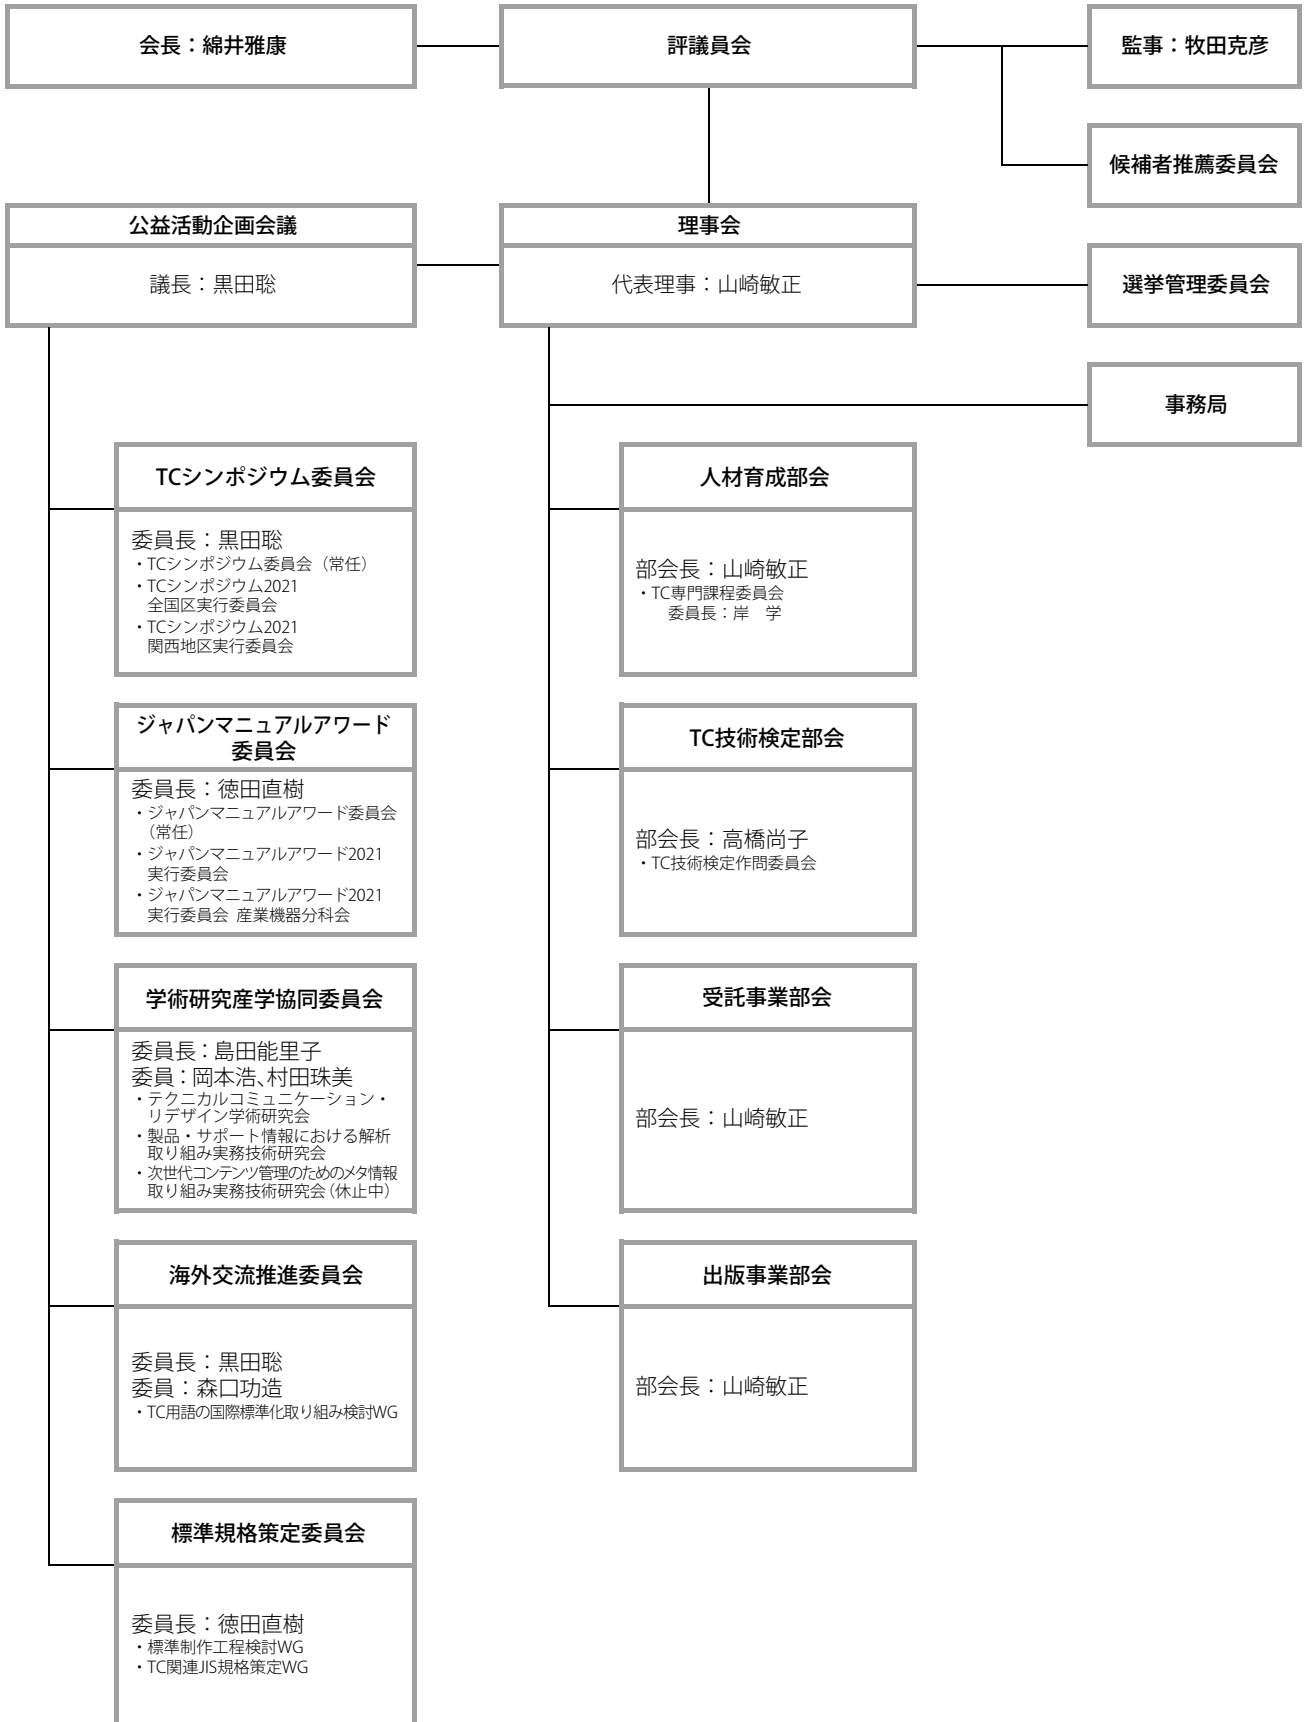 会長：綿井雅康
評議員会
監事：牧田克彦
候補者推薦委員会
公益活動企画会議
議長：黒田聡
理事会
代表理事：山崎敏正
選挙管理委員会
事務局
TCシンポジウム委員会
委員長：黒田聡
・TCシンポジウム委員会（常任）
・TCシンポジウム2021
全国区実行委員会
・TCシンポジウム2021
関西地区実行委員会
ジャパンマニュアルアワード
委員会
委員長：徳田直樹
・ジャパンマニュアルアワード委員会
（常任）
・ジャパンマニュアルアワード2021
実行委員会
・ジャパンマニュアルアワード2021
実行委員会 産業機器分科会
学術研究産学協同委員会
委員長：島田能里子
委員：岡本浩、村田珠美
・テクニカルコミュニケーション・
リデザイン学術研究会
・製品・サポート情報における解析
取り組み実務技術研究会
・次世代コンテンツ管理のためのメタ情報
取り組み実務技術研究会（休止中）
海外交流推進委員会
委員長：黒田聡
委員：森口功造
・TC用語の国際標準化取り組み検討WG
標準規格策定委員会
委員長：徳田直樹
・標準制作工程検討WG
・TC関連JIS規格策定WG
人材育成部会
部会長：山崎敏正
・TC専門課程委員会
委員長：岸　学
TC技術検定部会
部会長：高橋尚子
・TC技術検定作問委員会
受託事業部会
部会長：山崎敏正
出版事業部会
部会長：山崎敏正